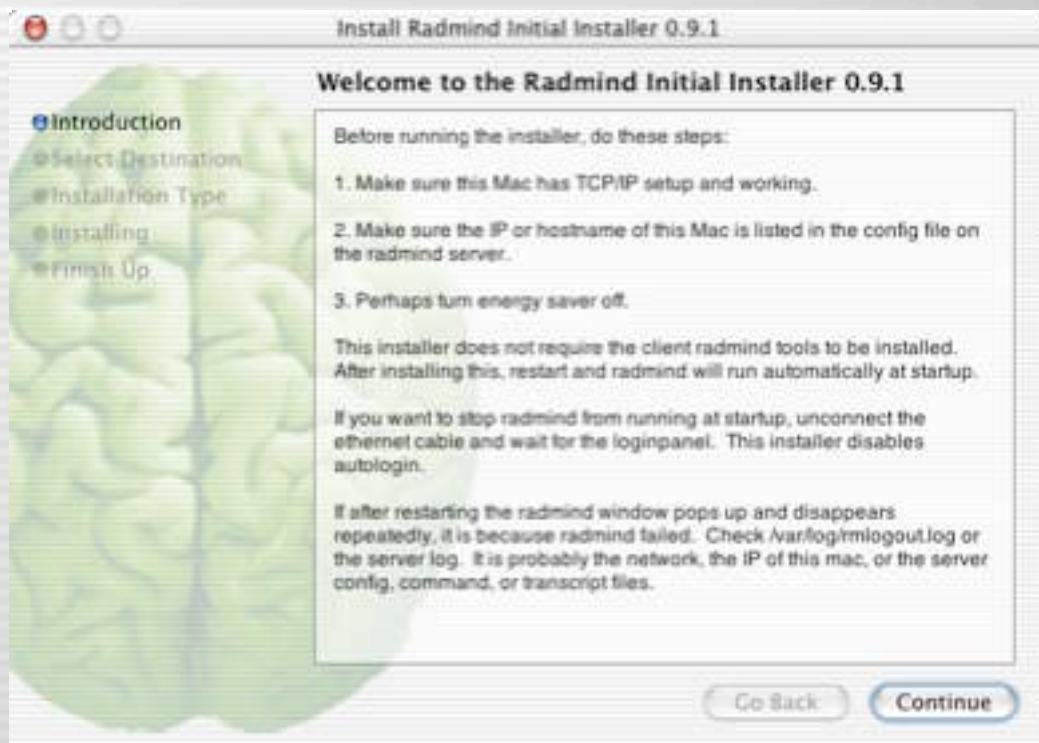 Install Radmind Initial Installer 0.9.1
Welcome to the Radmind Initial Installer 0.9.1
Introduction
Select Destination
Installation Type
Installing
Finish Up
Before running the installer, do these steps:
1. Make sure this Mac has TCP/IP setup and working.
2. Make sure the IP or hostname of this Mac is listed in the config file on
the radmind server.
3. Perhaps turn energy saver off.
This installer does not require the client radmind tools to be installed.
After installing this, restart and radmind will run automatically at startup.
If you want to stop radmind from running at startup, unconnect the
ethernet cable and wait for the loginpanel. This installer disables
autologin.
If after restarting the radmind window pops up and disappears
repeatedly, it is because radmind failed. Check /var/log/rmlogout.log or
the server log. It is probably the network, the IP of this mac, or the server
config, command, or transcript files.
Go Back
Continue